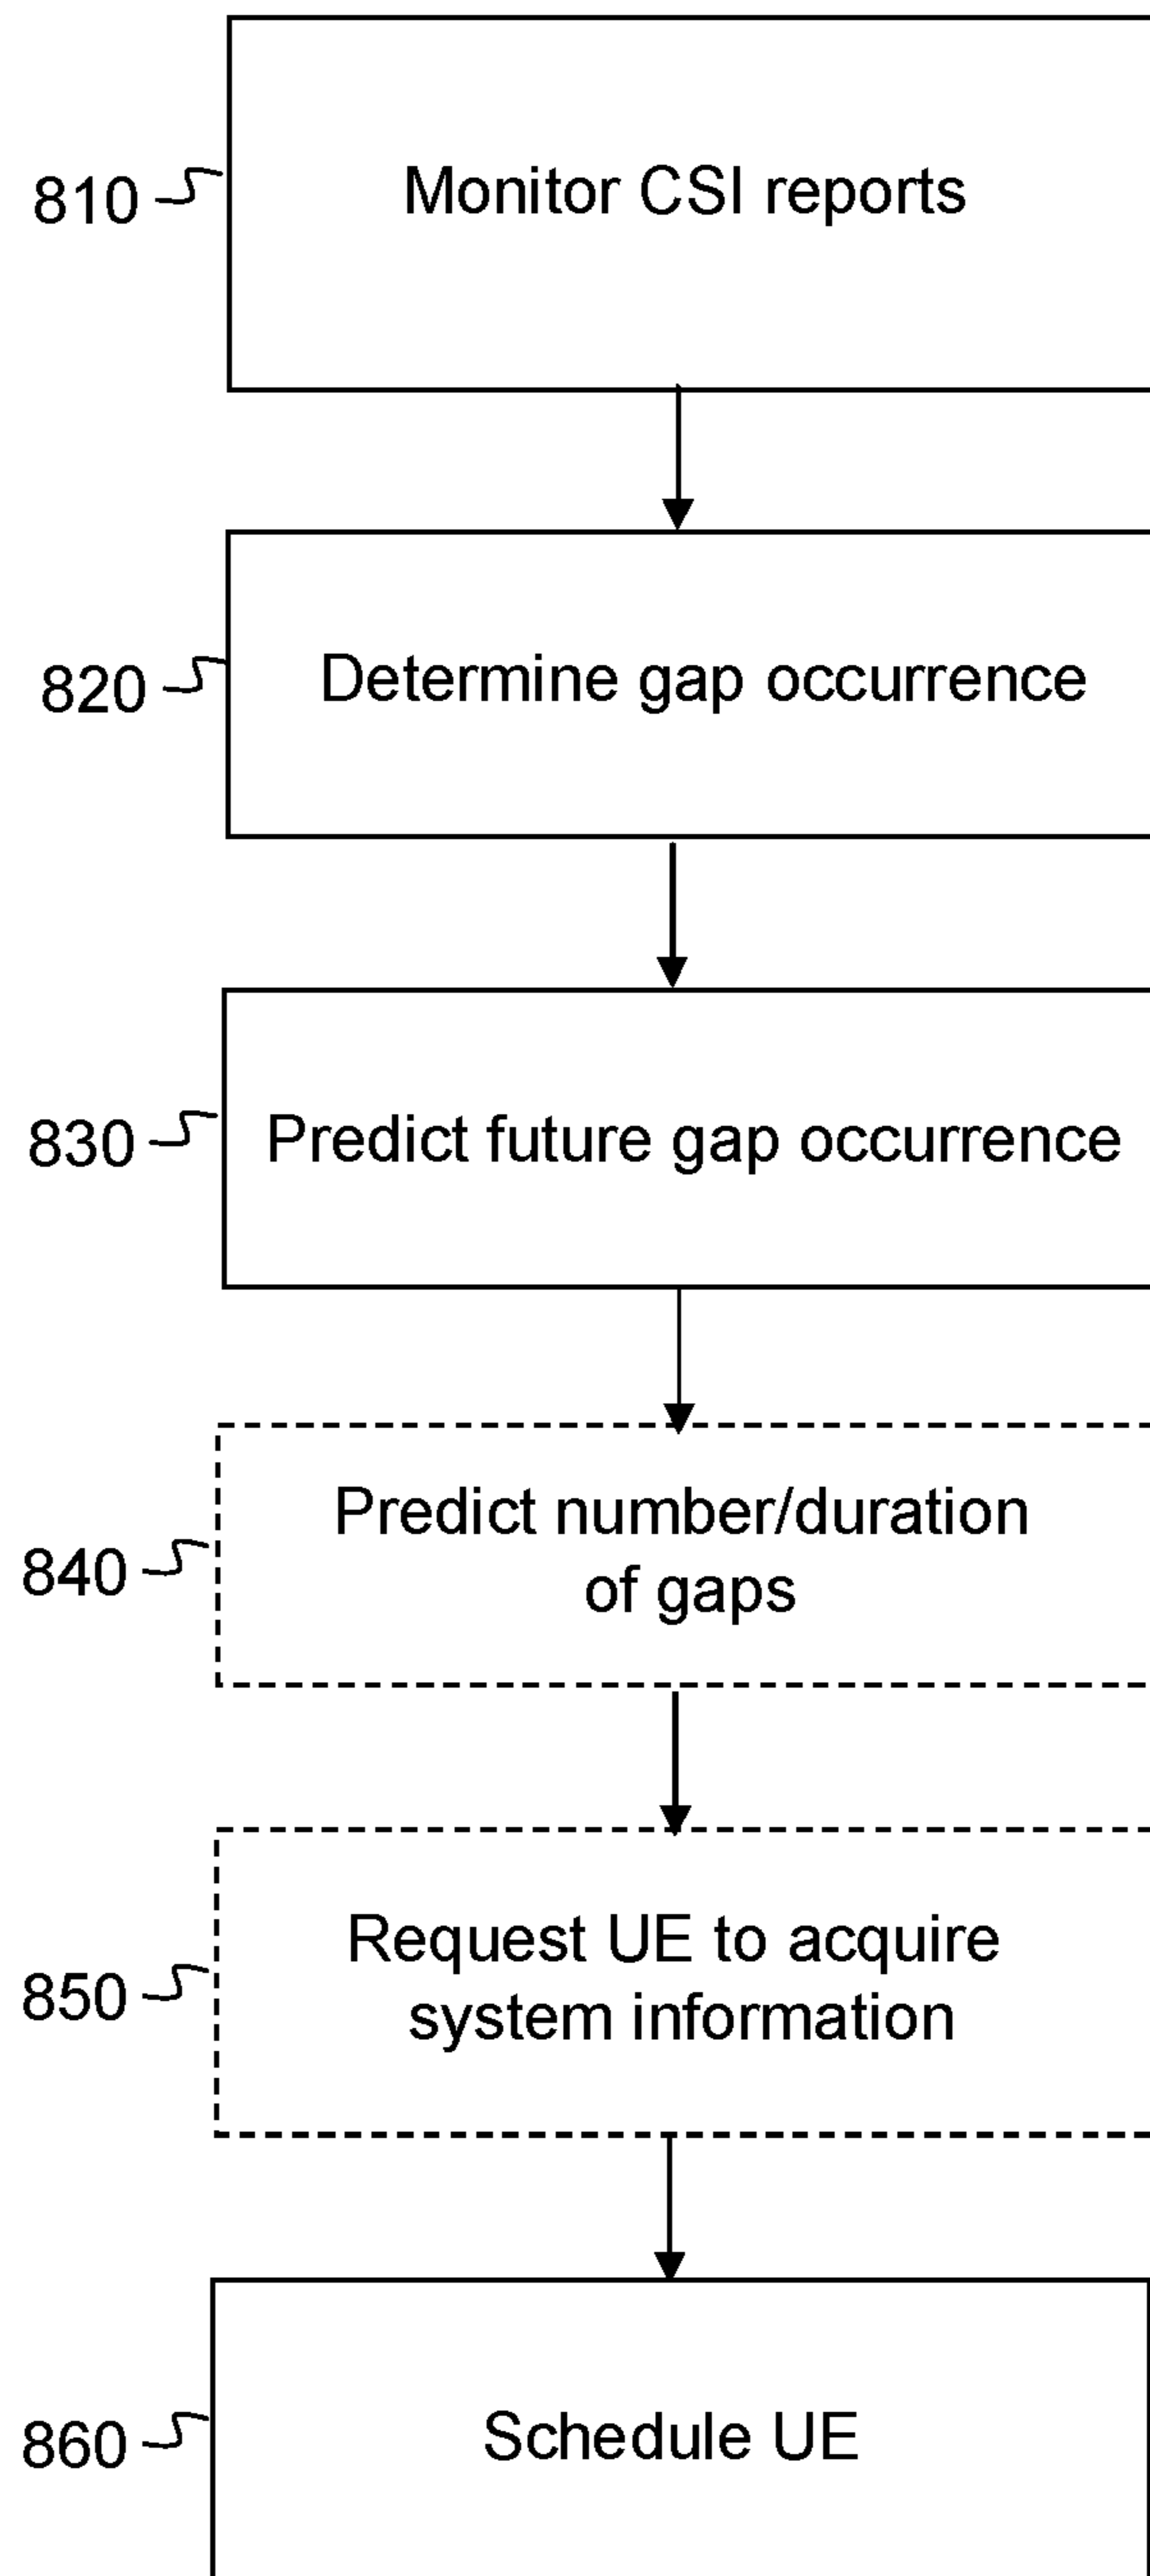 810
Monitor CSI reports
820
Determine gap occurrence
830
Predict future gap occurrence
840
Predict number/duration
of gaps
850
Request UE to acquire
system information
860
Schedule UE